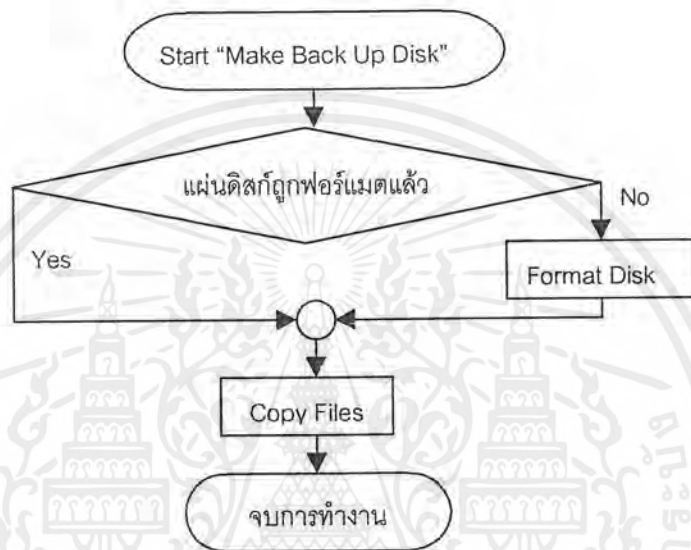 Start “Make Back Up Disk”
แผ่นดิสก์ถูกฟอร์แมตแล้ว
No
Yes
Format Disk
Copy Files
จบการทำงาน